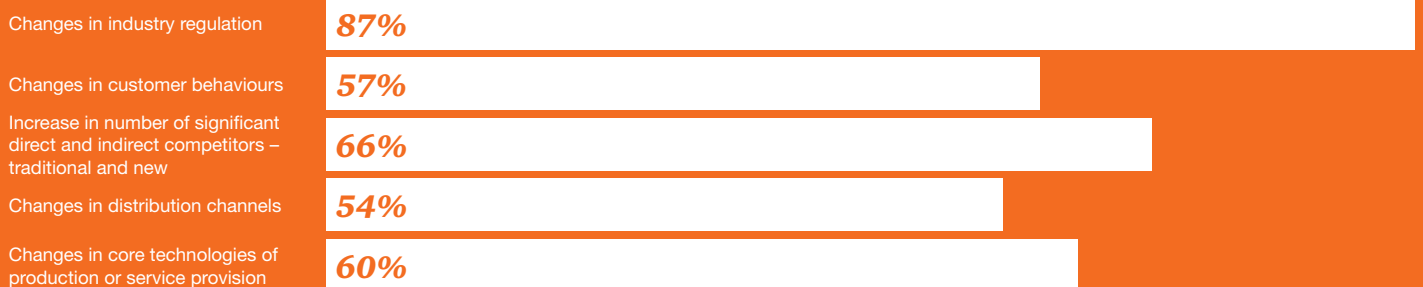 Changes in industry regulation
87%
Changes in customer behaviours
57%
Increase in number of significant
direct and indirect competitors –
traditional and new
66%
Changes in distribution channels
54%
Changes in core technologies of
production or service provision
60%